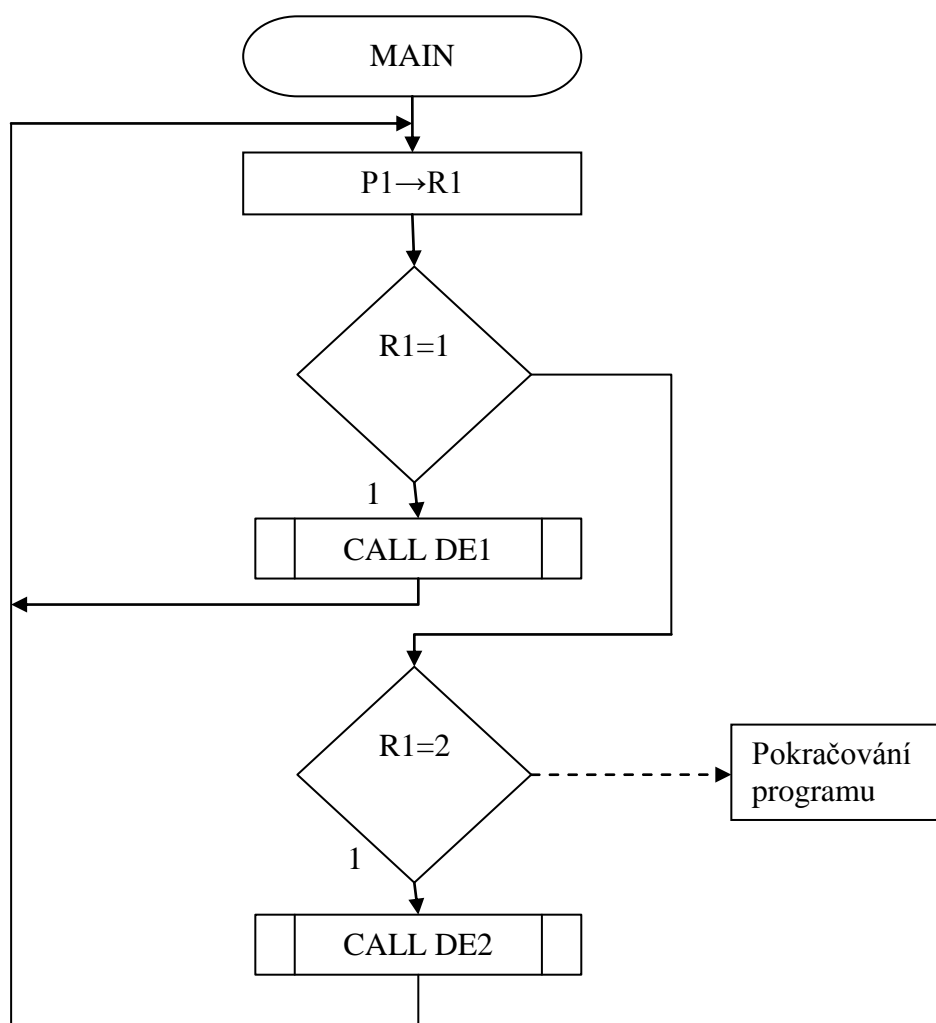 MAIN
P1→R1
R1=1
1
CALL DE1
R1=2
Pokračování
programu
1
CALL DE2